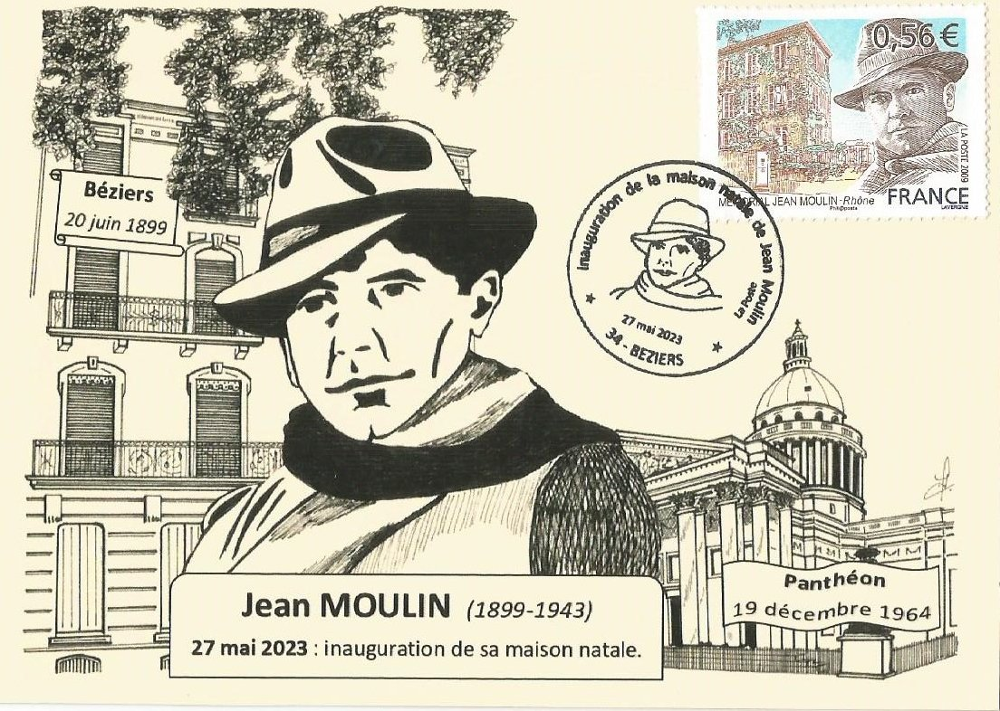 0,56 €
LA POSTE 2009
MÉMORIAL JEAN MOULIN-Rhône
Phil@poste
FRANCE
LAVERGNE
Béziers
20 juin 1899
Inauguration de la maison natale de Jean Moulin
La Poste
27 mai 2023
34 - BEZIERS
Panthéon
19 décembre 1964
Jean MOULIN (1899-1943)
27 mai 2023 : inauguration de sa maison natale.